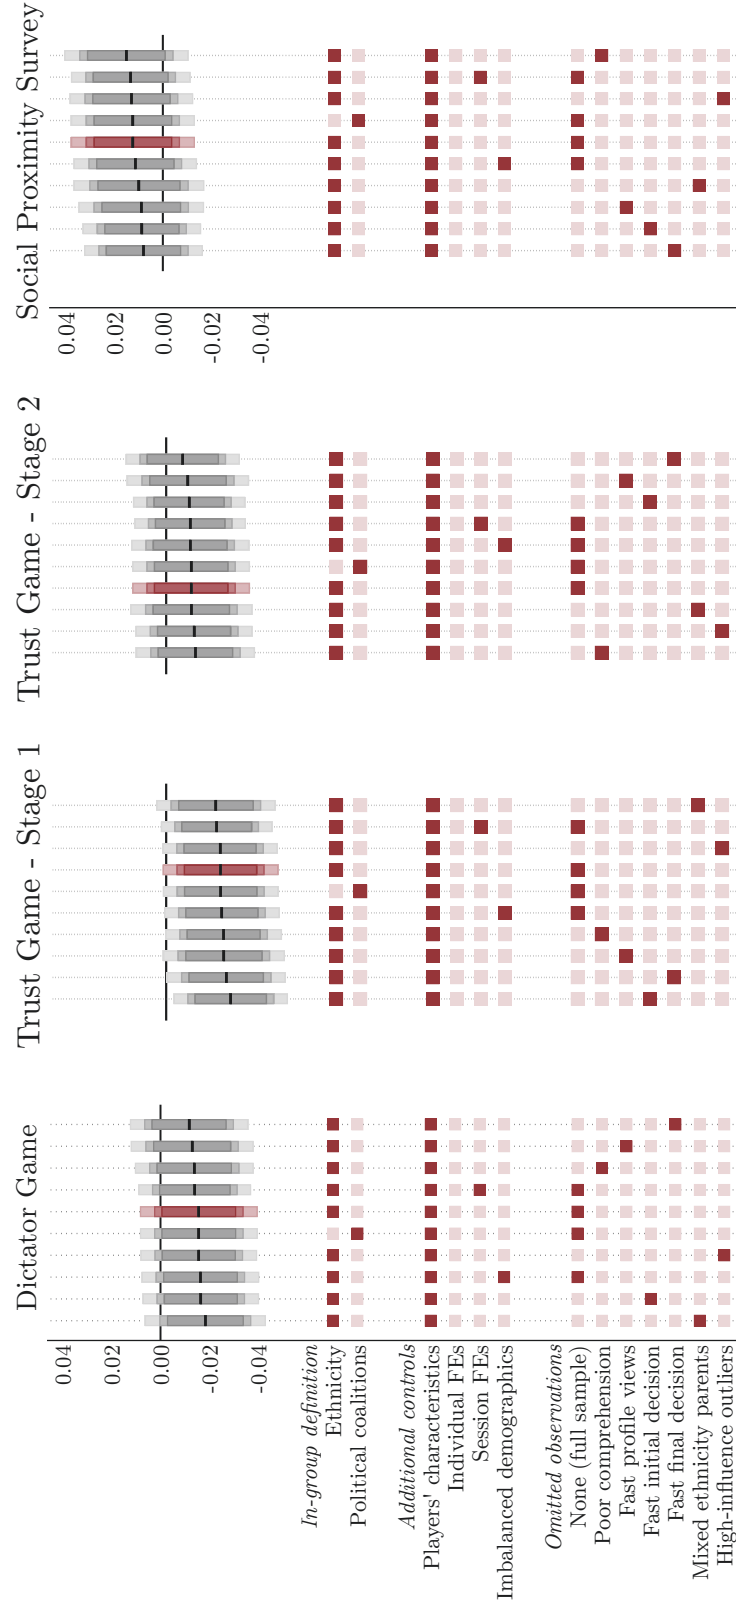 Dictator Game
Trust Game - Stage 1
Trust Game - Stage 2
Social Proximity Survey
0.04
0.02
0.00
-0.02
-0.04
0.04
0.02
0.00
-0.02
-0.04
In-group definition
Ethnicity
Political coalitions
Additional controls
Players' characteristics
Individual FEs
Session FEs
Imbalanced demographics
Omitted observations
None (full sample)
Poor comprehension
Fast profile views
Fast initial decision
Fast final decision
Mixed ethnicity parents
High-influence outliers